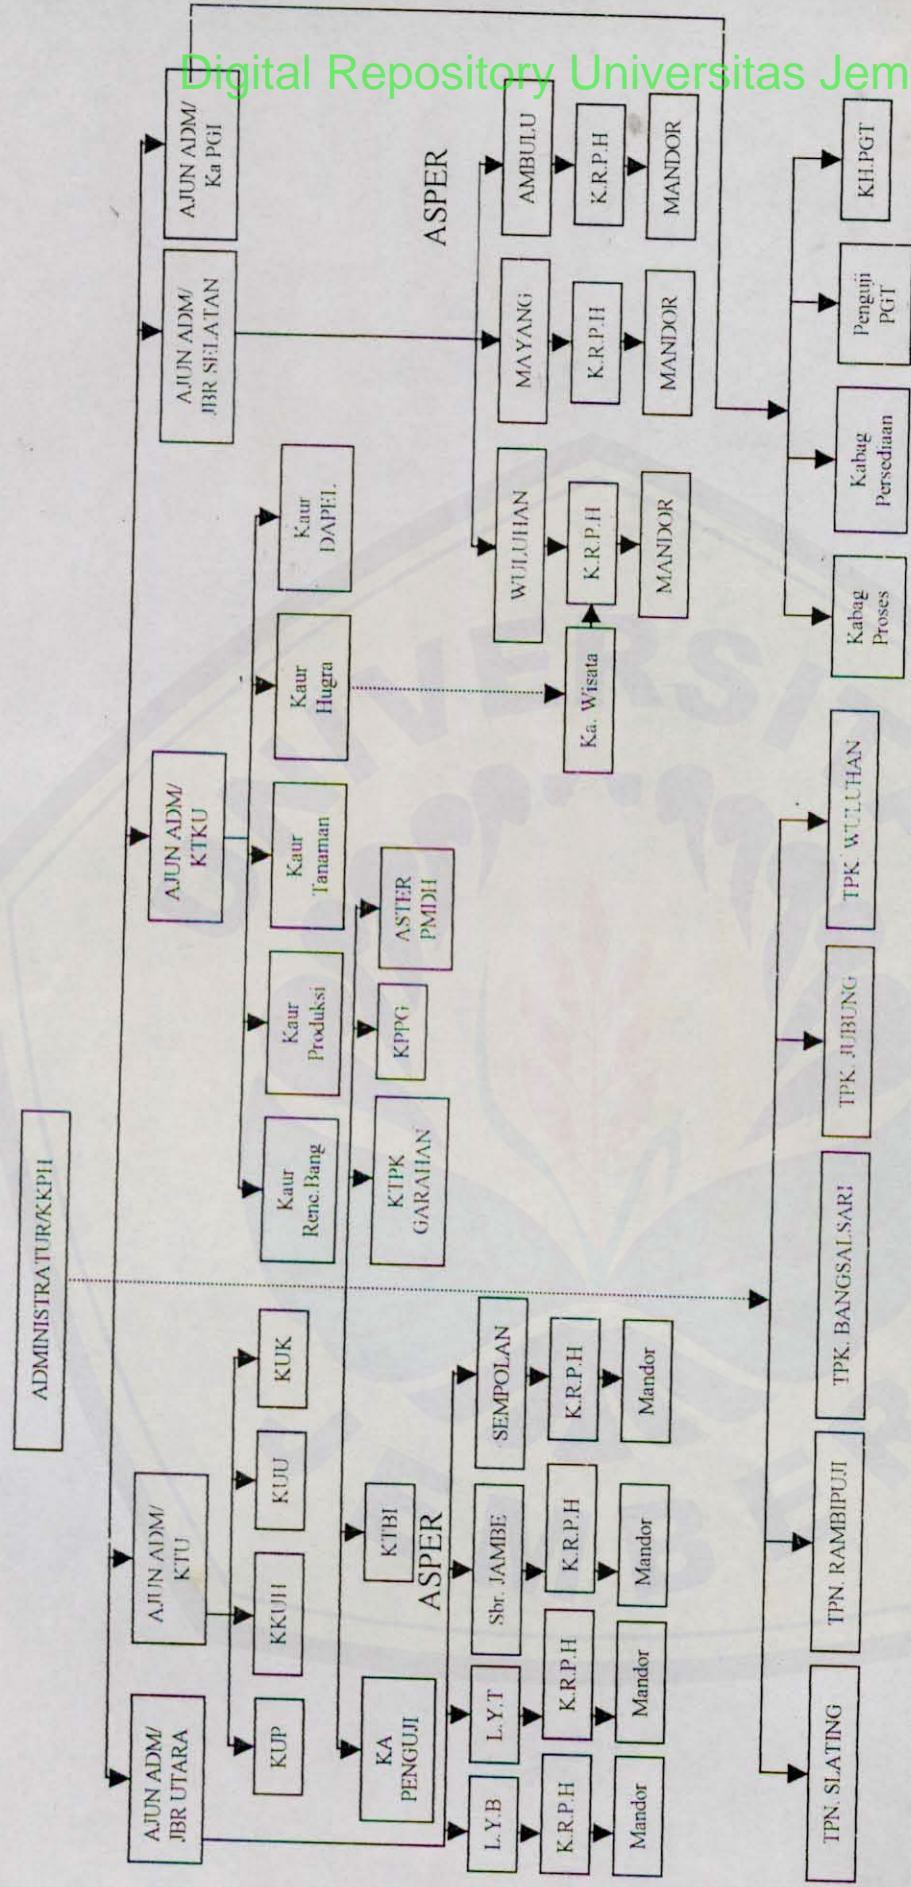 Digital Repository Universitas Jem
ADMINISTRATUR/KKPH
AJUN ADM/
JBR UTARA
AJUN ADM/
KTU
AJUN ADM/
KTKU
AJUN ADM/
JBR SELATAN
AJUN ADM/
Ka PGI
KUP
KKUH
KUU
KUK
Kaur
Renc.Bang
Kaur
Produksi
Kaur
Tanaman
Kaur
Hugra
Kaur
DAPEL
KA
PENGUJI
KTBI
KTPK
GARAHAN
KPPG
ASTER
PMDH
ASPER
ASPER
L.Y.B
L.Y.T
Sbr. JAMBE
SEMPOLAN
WULUHAN
MAYANG
AMBULU
K.R.P.H
K.R.P.H
K.R.P.H
K.R.P.H
Ka. Wisata
K.R.P.H
K.R.P.H
K.R.P.H
Mandor
Mandor
Mandor
Mandor
MANDOR
MANDOR
MANDOR
TPN. SLATING
TPN. RAMBIPUJI
TPK. BANGSALSARI
TPK. JUBUNG
TPK. WULUHAN
Kabag
Proses
Kabag
Persediaan
Penguji
PGT
KH.PGT